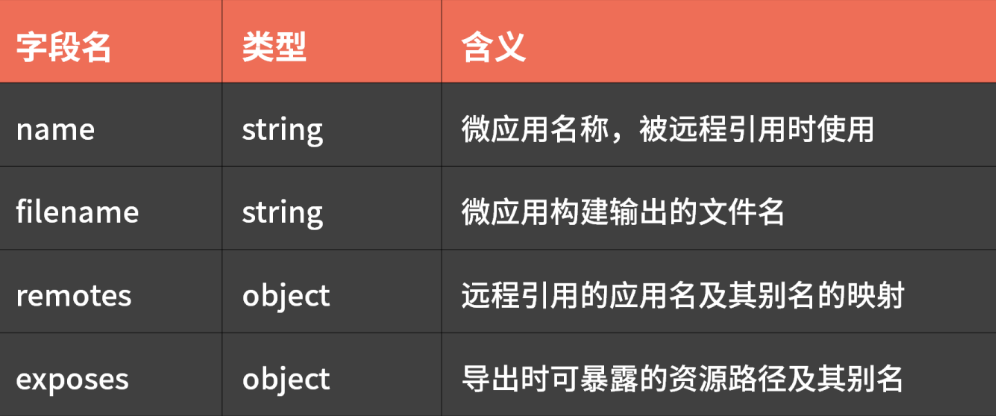 字段名 类型 含义
name string 微应用名称，被远程引用时使用
filename string 微应用构建输出的文件名
remotes object 远程引用的应用名及其别名的映射
exposes object 导出时可暴露的资源路径及其别名